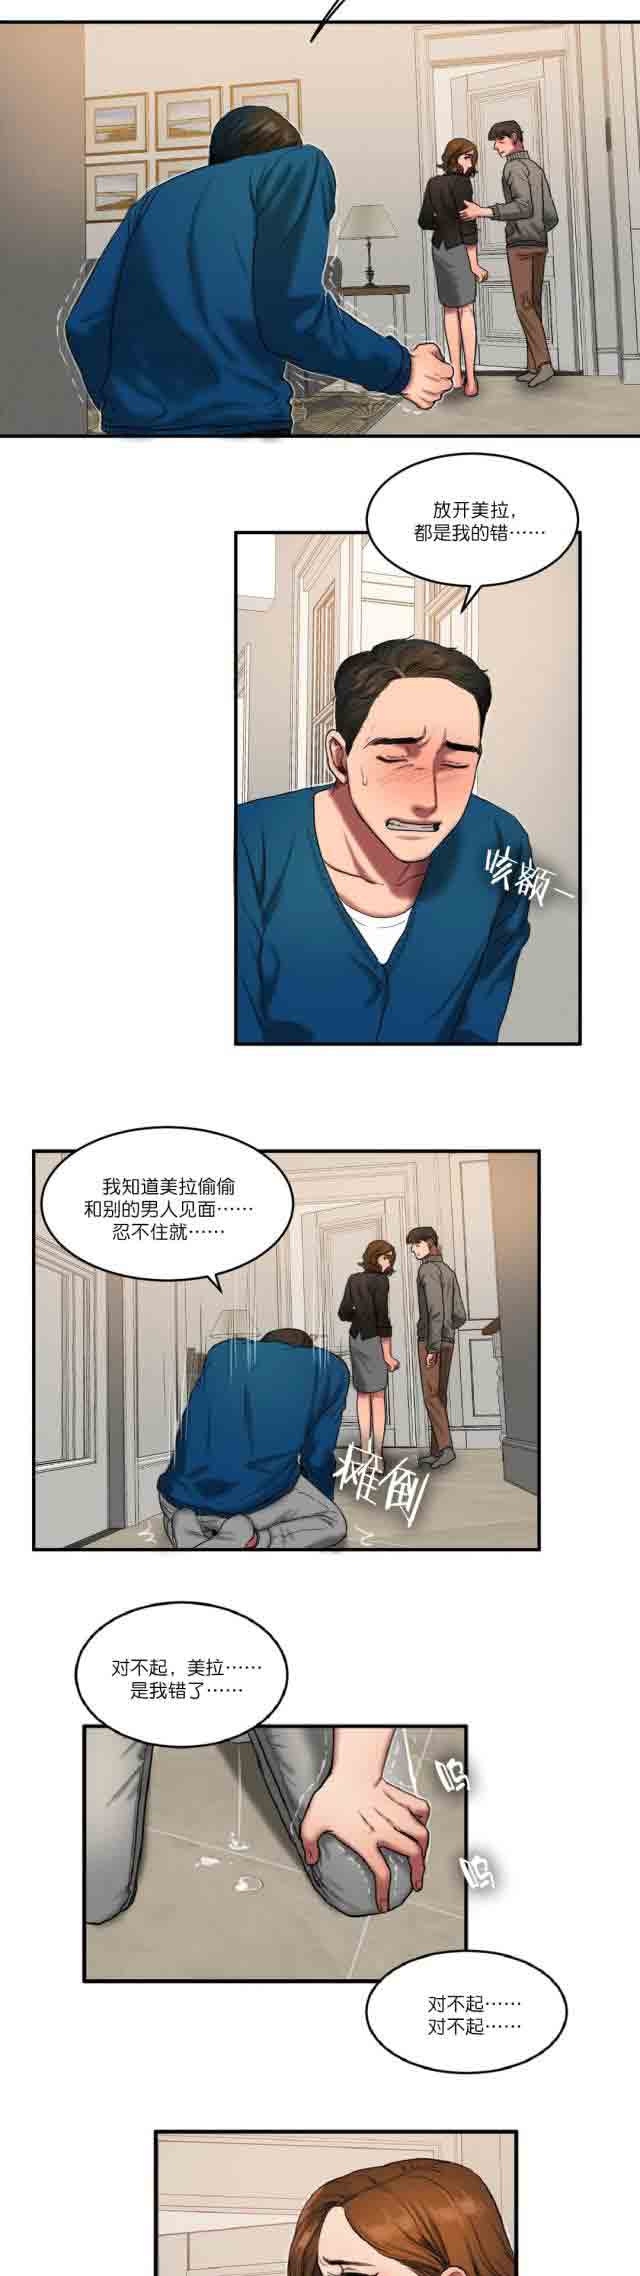 放开美拉，
都是我的错……
咳额一
我知道美拉偷偷
和别的男人见面……
忍不住就……
瘫倒
对不起，美拉……
是我错了……
呜
呜
对不起……
对不起……